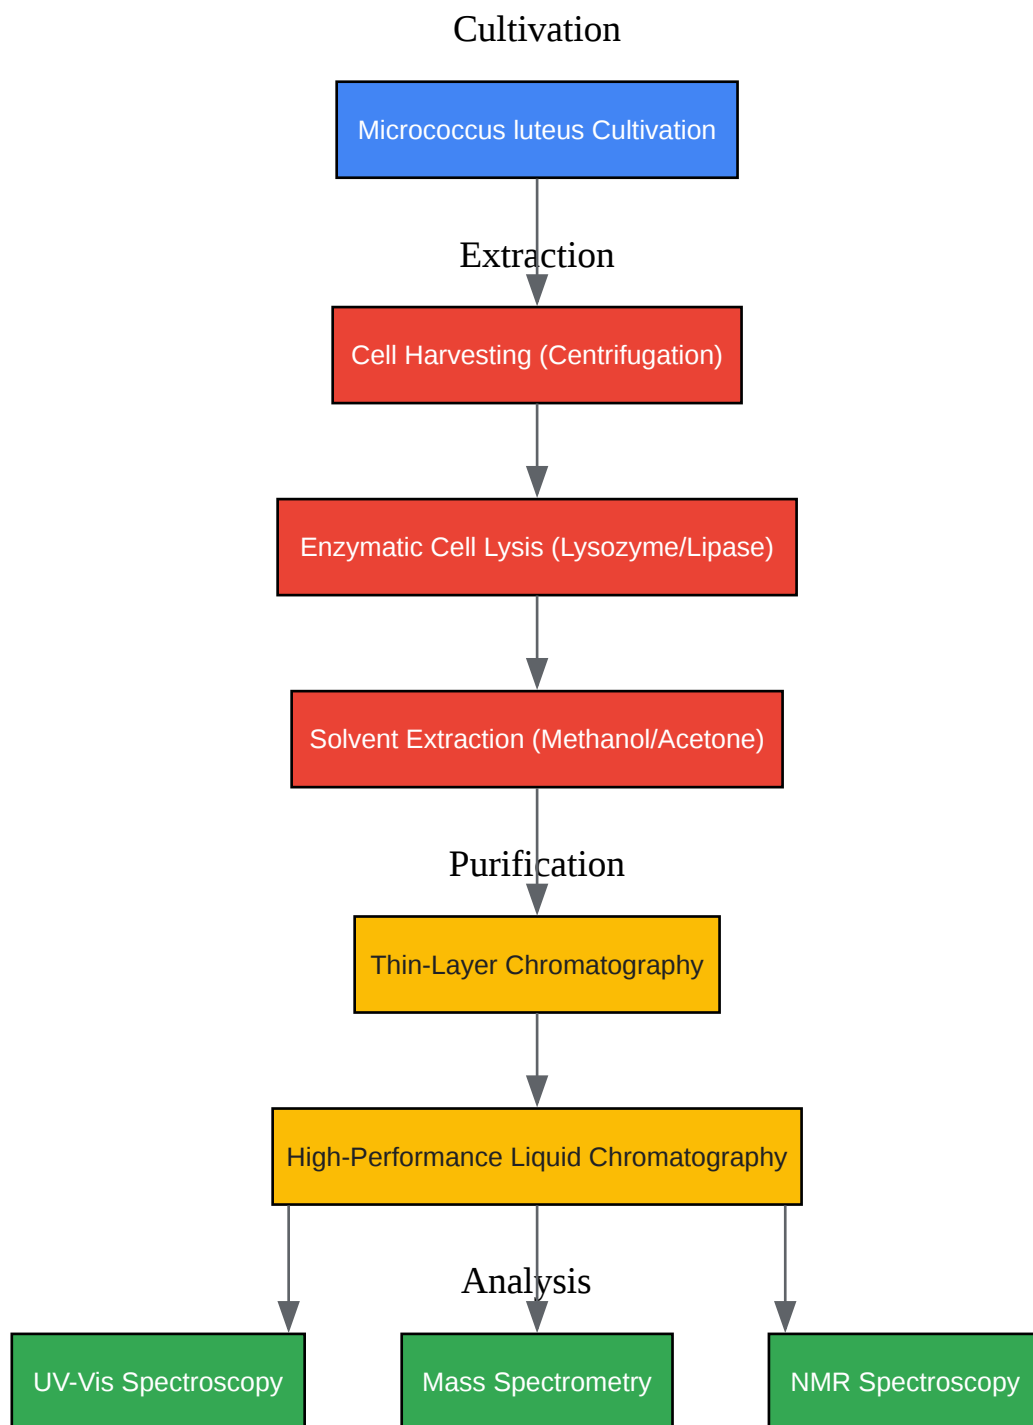 Cultivation
Micrococcus luteus Cultivation
Extraction
Cell Harvesting (Centrifugation)
Enzymatic Cell Lysis (Lysozyme/Lipase)
Solvent Extraction (Methanol/Acetone)
Purification
Thin-Layer Chromatography
High-Performance Liquid Chromatography
Analysis
UV-Vis Spectroscopy
Mass Spectrometry
NMR Spectroscopy